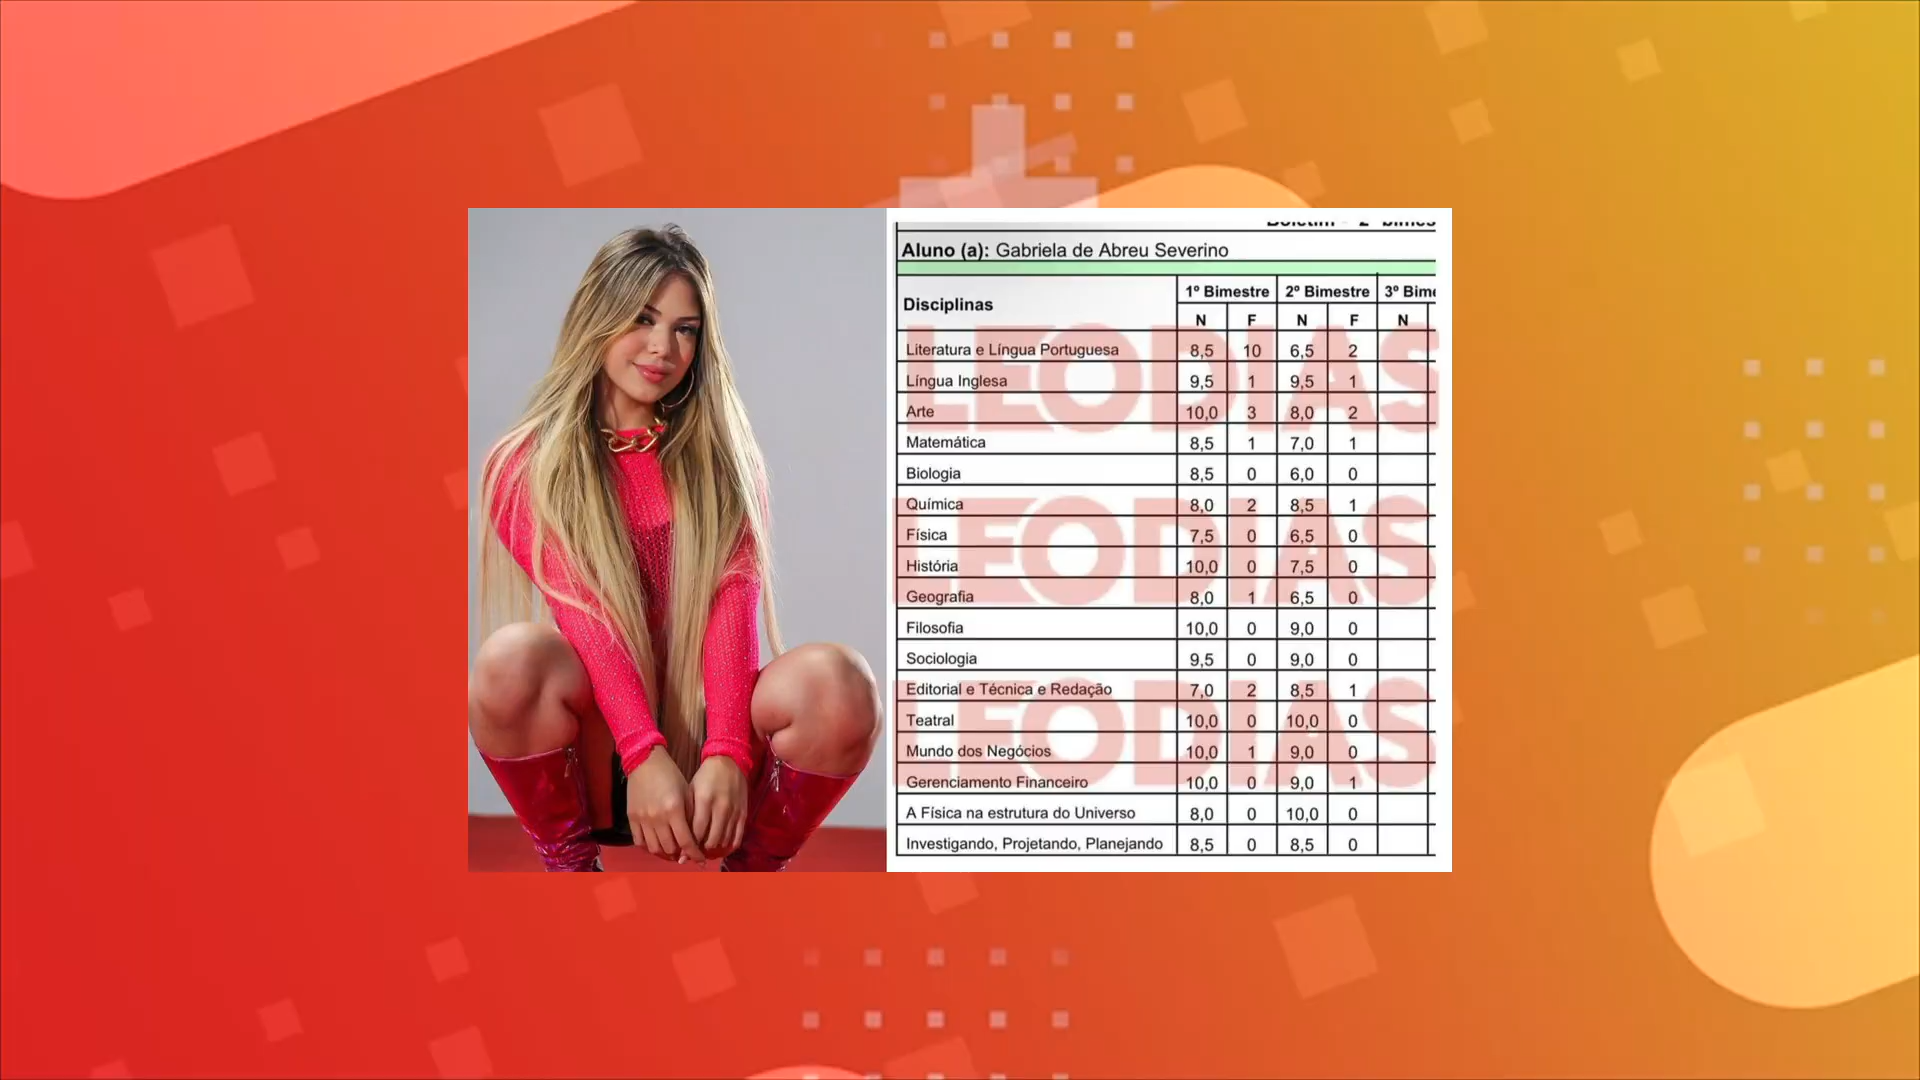 Boletim - 2º bimes
Aluno (a): Gabriela de Abreu Severino
Disciplinas 1º Bimestre 2º Bimestre 3º Bime
N F N F N
Literatura e Língua Portuguesa 8,5 10 6,5 2
Língua Inglesa 9,5 1 9,5 1
Arte 10,0 3 8,0 2
Matemática 8,5 1 7,0 1
Biologia 8,5 0 6,0 0
Química 8,0 2 8,5 1
Física 7,5 0 6,5 0
História 10,0 0 7,5 0
Geografia 8,0 1 6,5 0
Filosofia 10,0 0 9,0 0
Sociologia 9,5 0 9,0 0
Editorial e Técnica e Redação 7,0 2 8,5 1
Teatral 10,0 0 10,0 0
Mundo dos Negócios 10,0 1 9,0 0
Gerenciamento Financeiro 10,0 0 9,0 1
A Física na estrutura do Universo 8,0 0 10,0 0
Investigando, Projetando, Planejando 8,5 0 8,5 0
LEODIAS
LEODIAS
LEODIAS